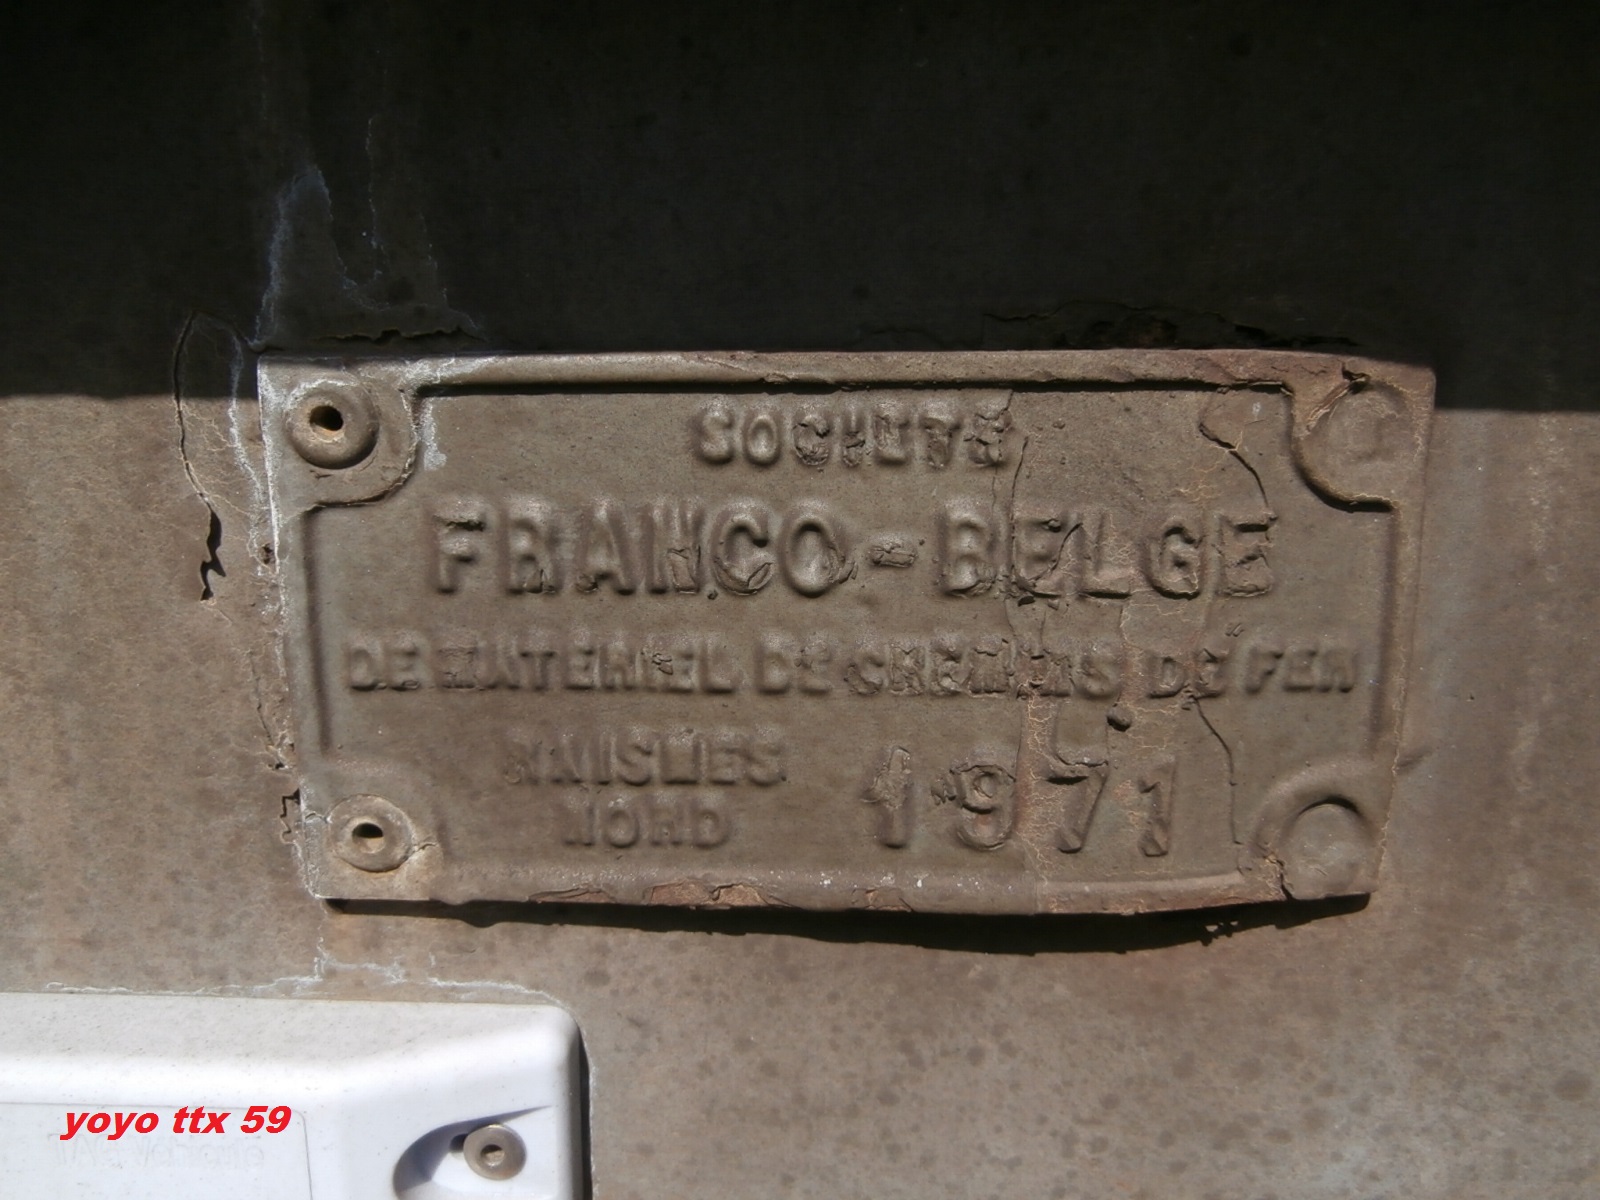 SOCIETE
FRANCO-BELGE
DE MATERIEL DE CHEMINS DE FER
RAISMES
NORD
1971
yoyo ttx 59